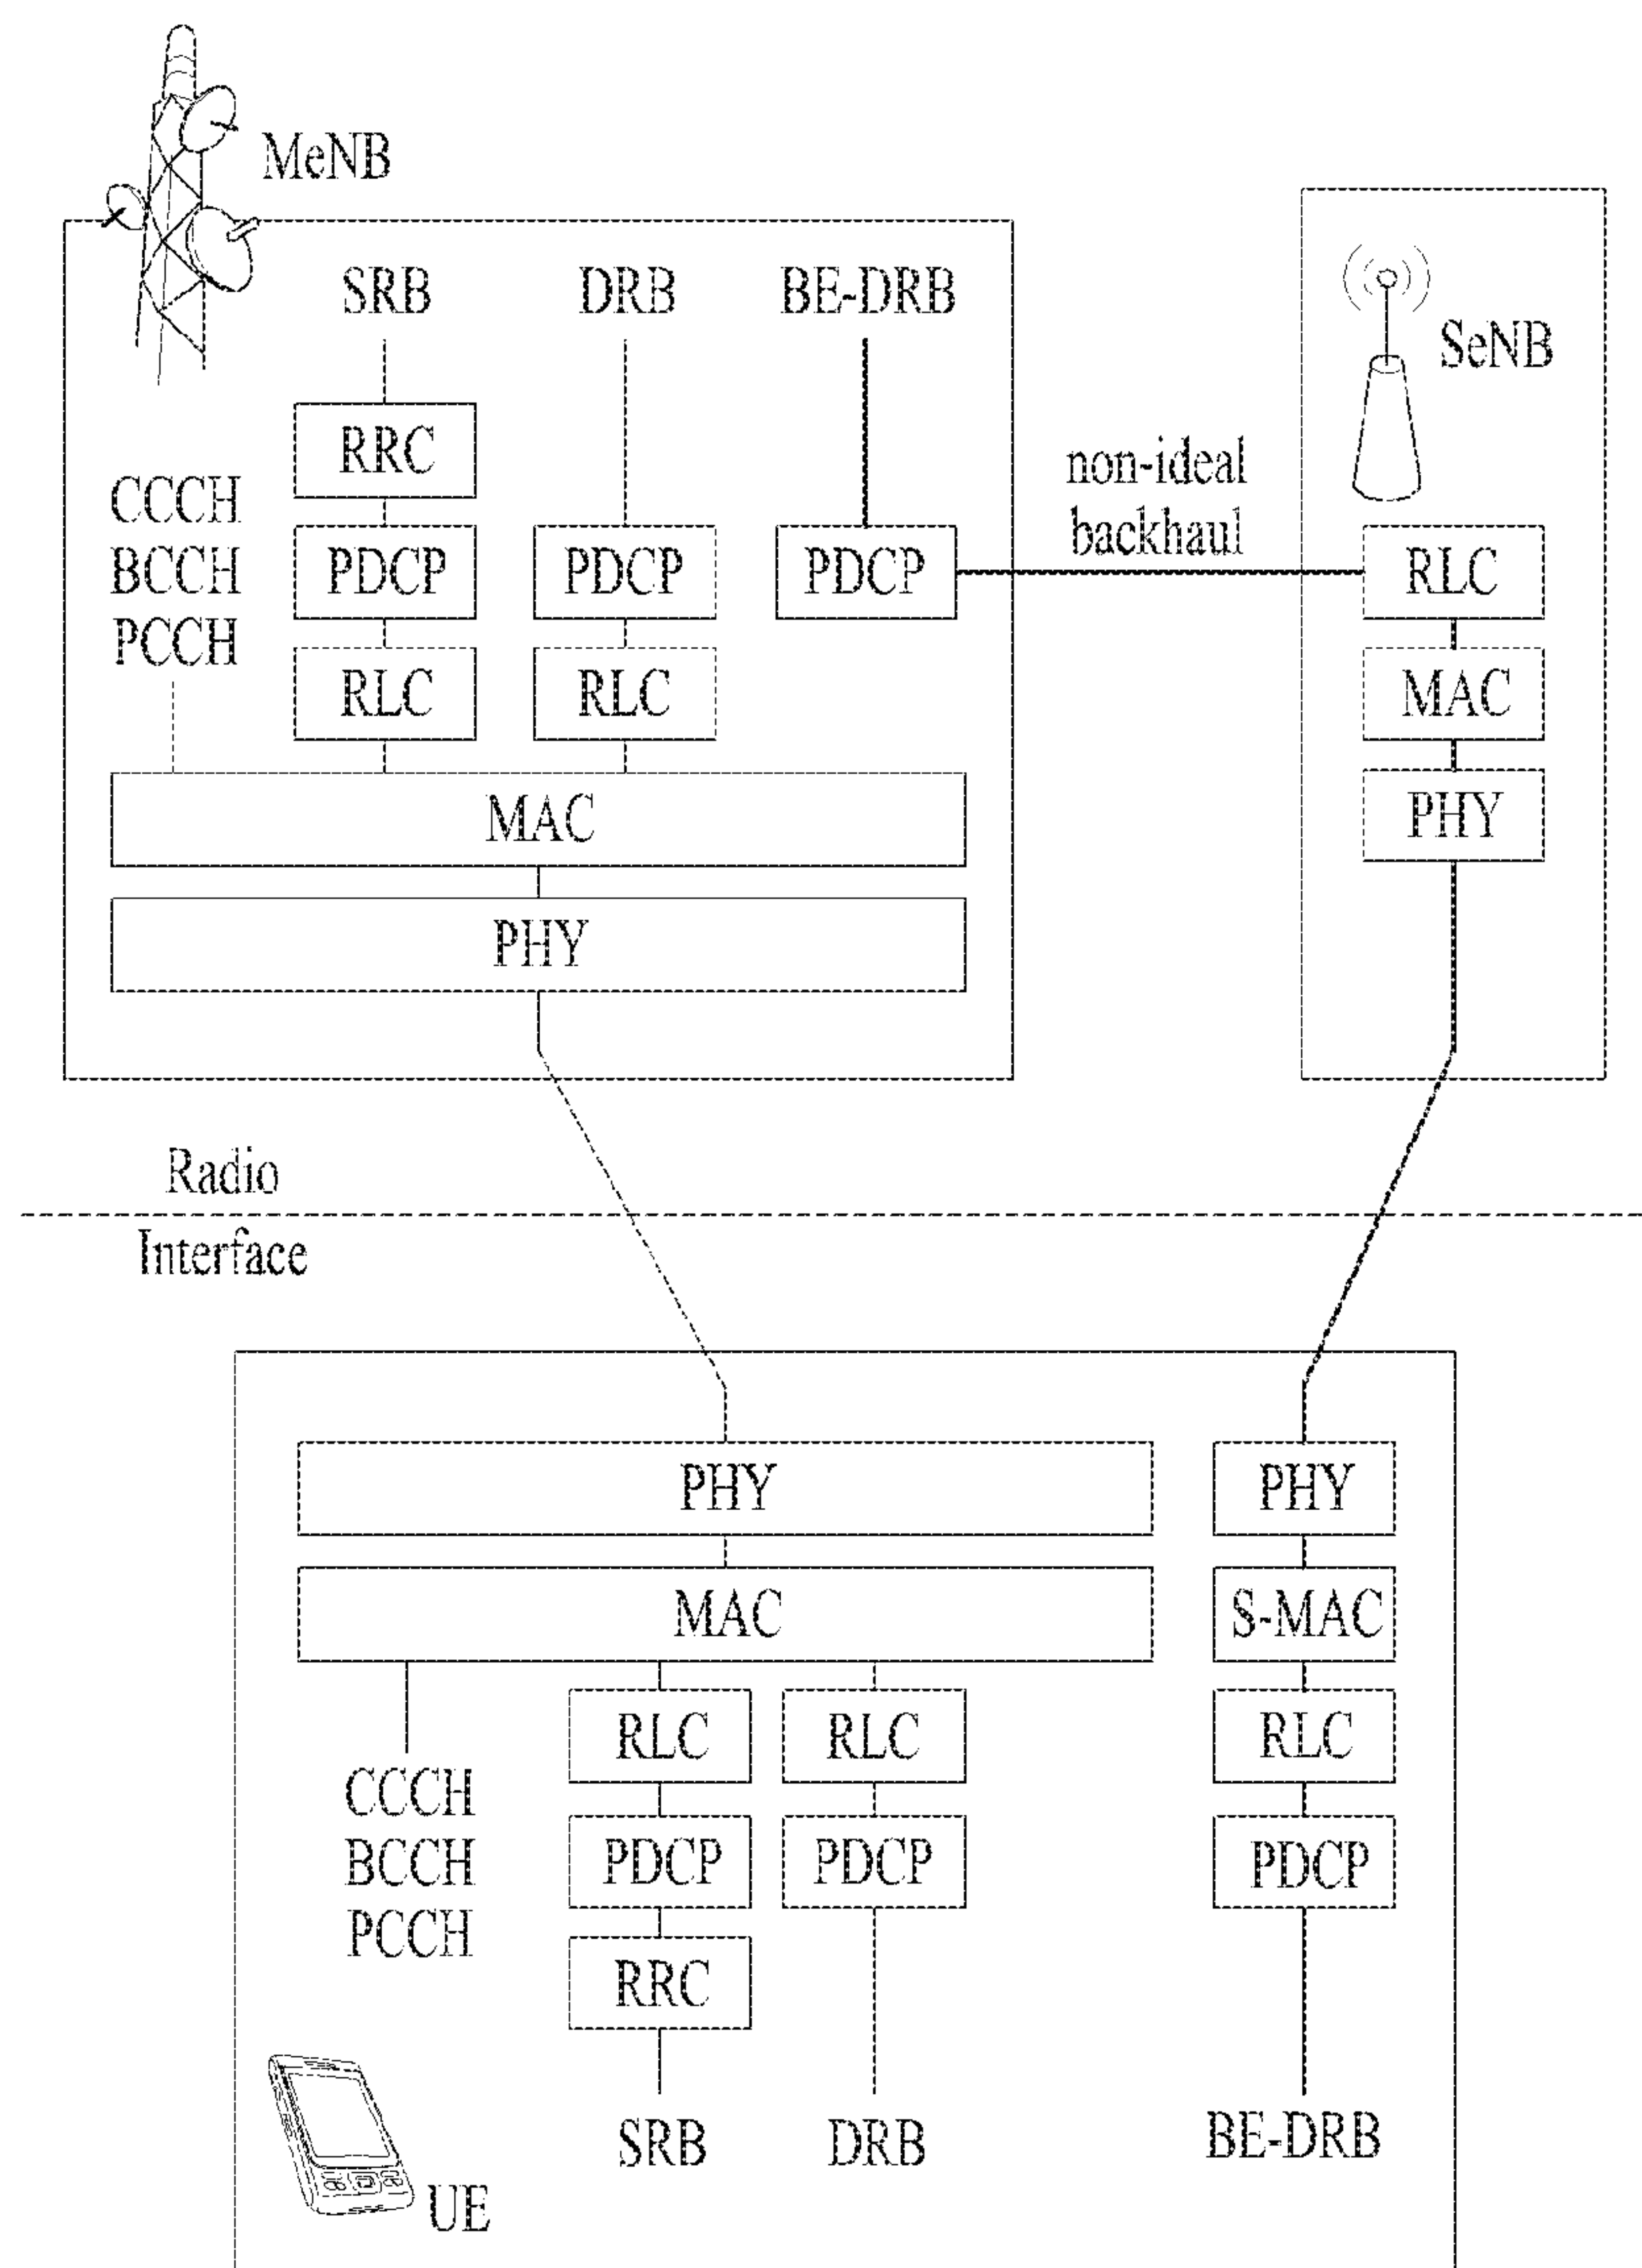 MeNB
SRB DRB BE-DRB
SeNB
RRC
non-ideal
backhaul
CCCH
BCCH
PCCH
PDCP PDCP PDCP RLC
RLC RLC MAC
MAC PHY
PHY
Radio
Interface
PHY PHY
MAC S-MAC
RLC RLC RLC
CCCH
BCCH
PCCH
PDCP PDCP PDCP
RRC
SRB DRB BE-DRB
UE